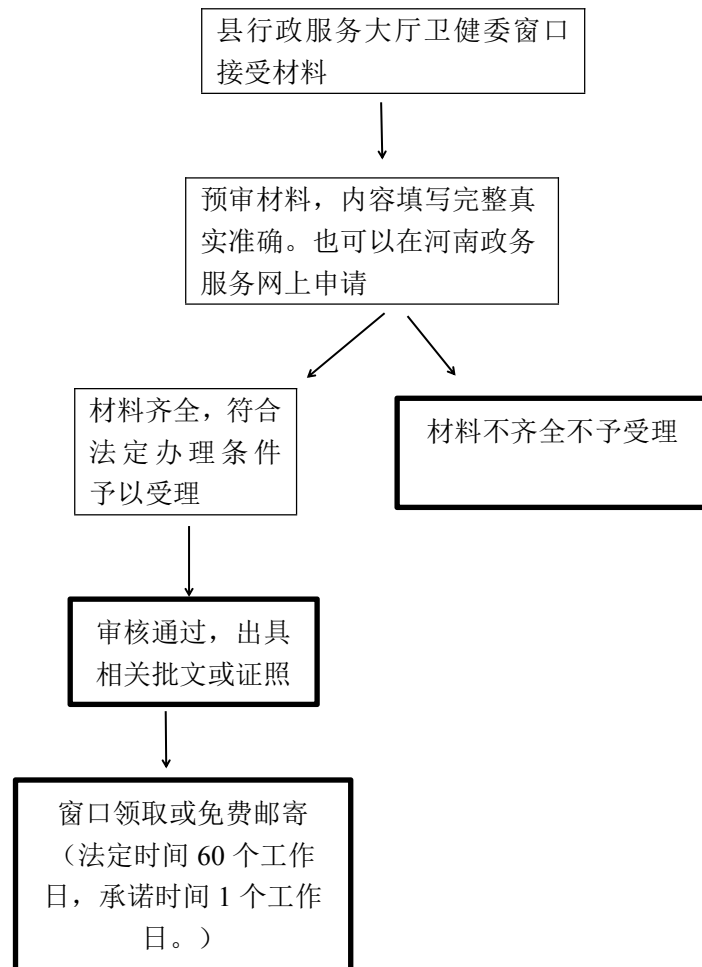 县行政服务大厅卫健委窗口
接受材料
预审材料，内容填写完整真
实准确。也可以在河南政务
服务网上申请
材料齐全，符合
法定办理条件
予以受理
材料不齐全不予受理
审核通过，出具
相关批文或证照
窗口领取或免费邮寄
（法定时间 60 个工作
日，承诺时间 1 个工作
日。）